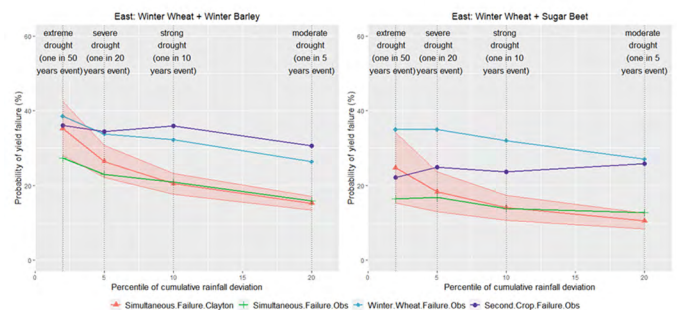 East: Winter Wheat + Winter Barley
60
40
20
0
Probability of yield failure (%)
extreme
drought
(one in 50
years event)
severe
drought
(one in 20
years event)
strong
drought
(one in 10
years event)
moderate
drought
(one in 5
years event)
0
5
10
15
20
Percentile of cumulative rainfall deviation
East: Winter Wheat + Sugar Beet
60
40
20
0
Probability of yield failure (%)
extreme
drought
(one in 50
years event)
severe
drought
(one in 20
years event)
strong
drought
(one in 10
years event)
moderate
drought
(one in 5
years event)
0
5
10
15
20
Percentile of cumulative rainfall deviation
Simultaneous.Failure.Clayton Simultaneous.Failure.Obs Winter.Wheat.Failure.Obs Second.Crop.Failure.Obs